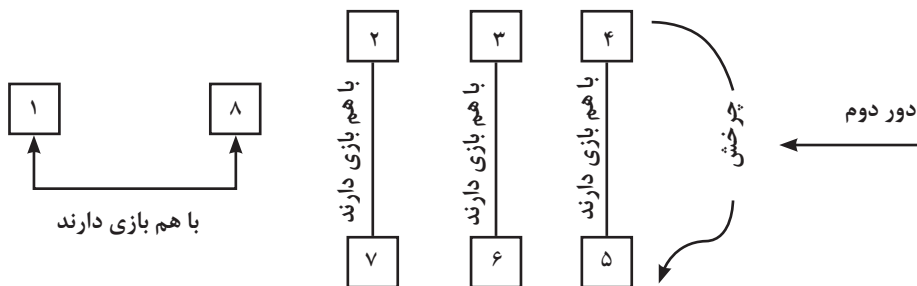 دور دوم
چرخش
۴
۳
۲
با هم بازی دارند
با هم بازی دارند
با هم بازی دارند
۵
۶
۷
۸
۱
با هم بازی دارند